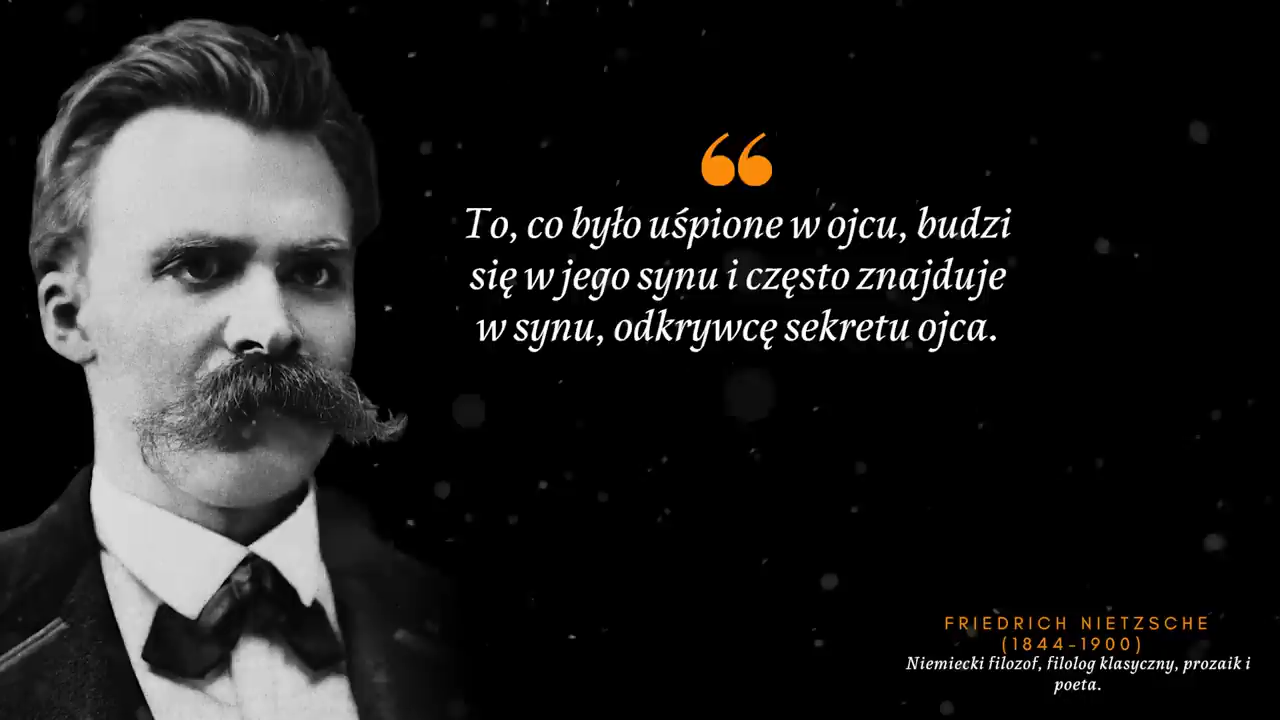 To, co było uśpione w ojcu, budzi
się w jego synu i często znajduje
w synu, odkrywcę sekretu ojca.
FRIEDRICH NIETZSCHE
(1844-1900)
Niemiecki filozof, filolog klasyczny, prozaik i
poeta.